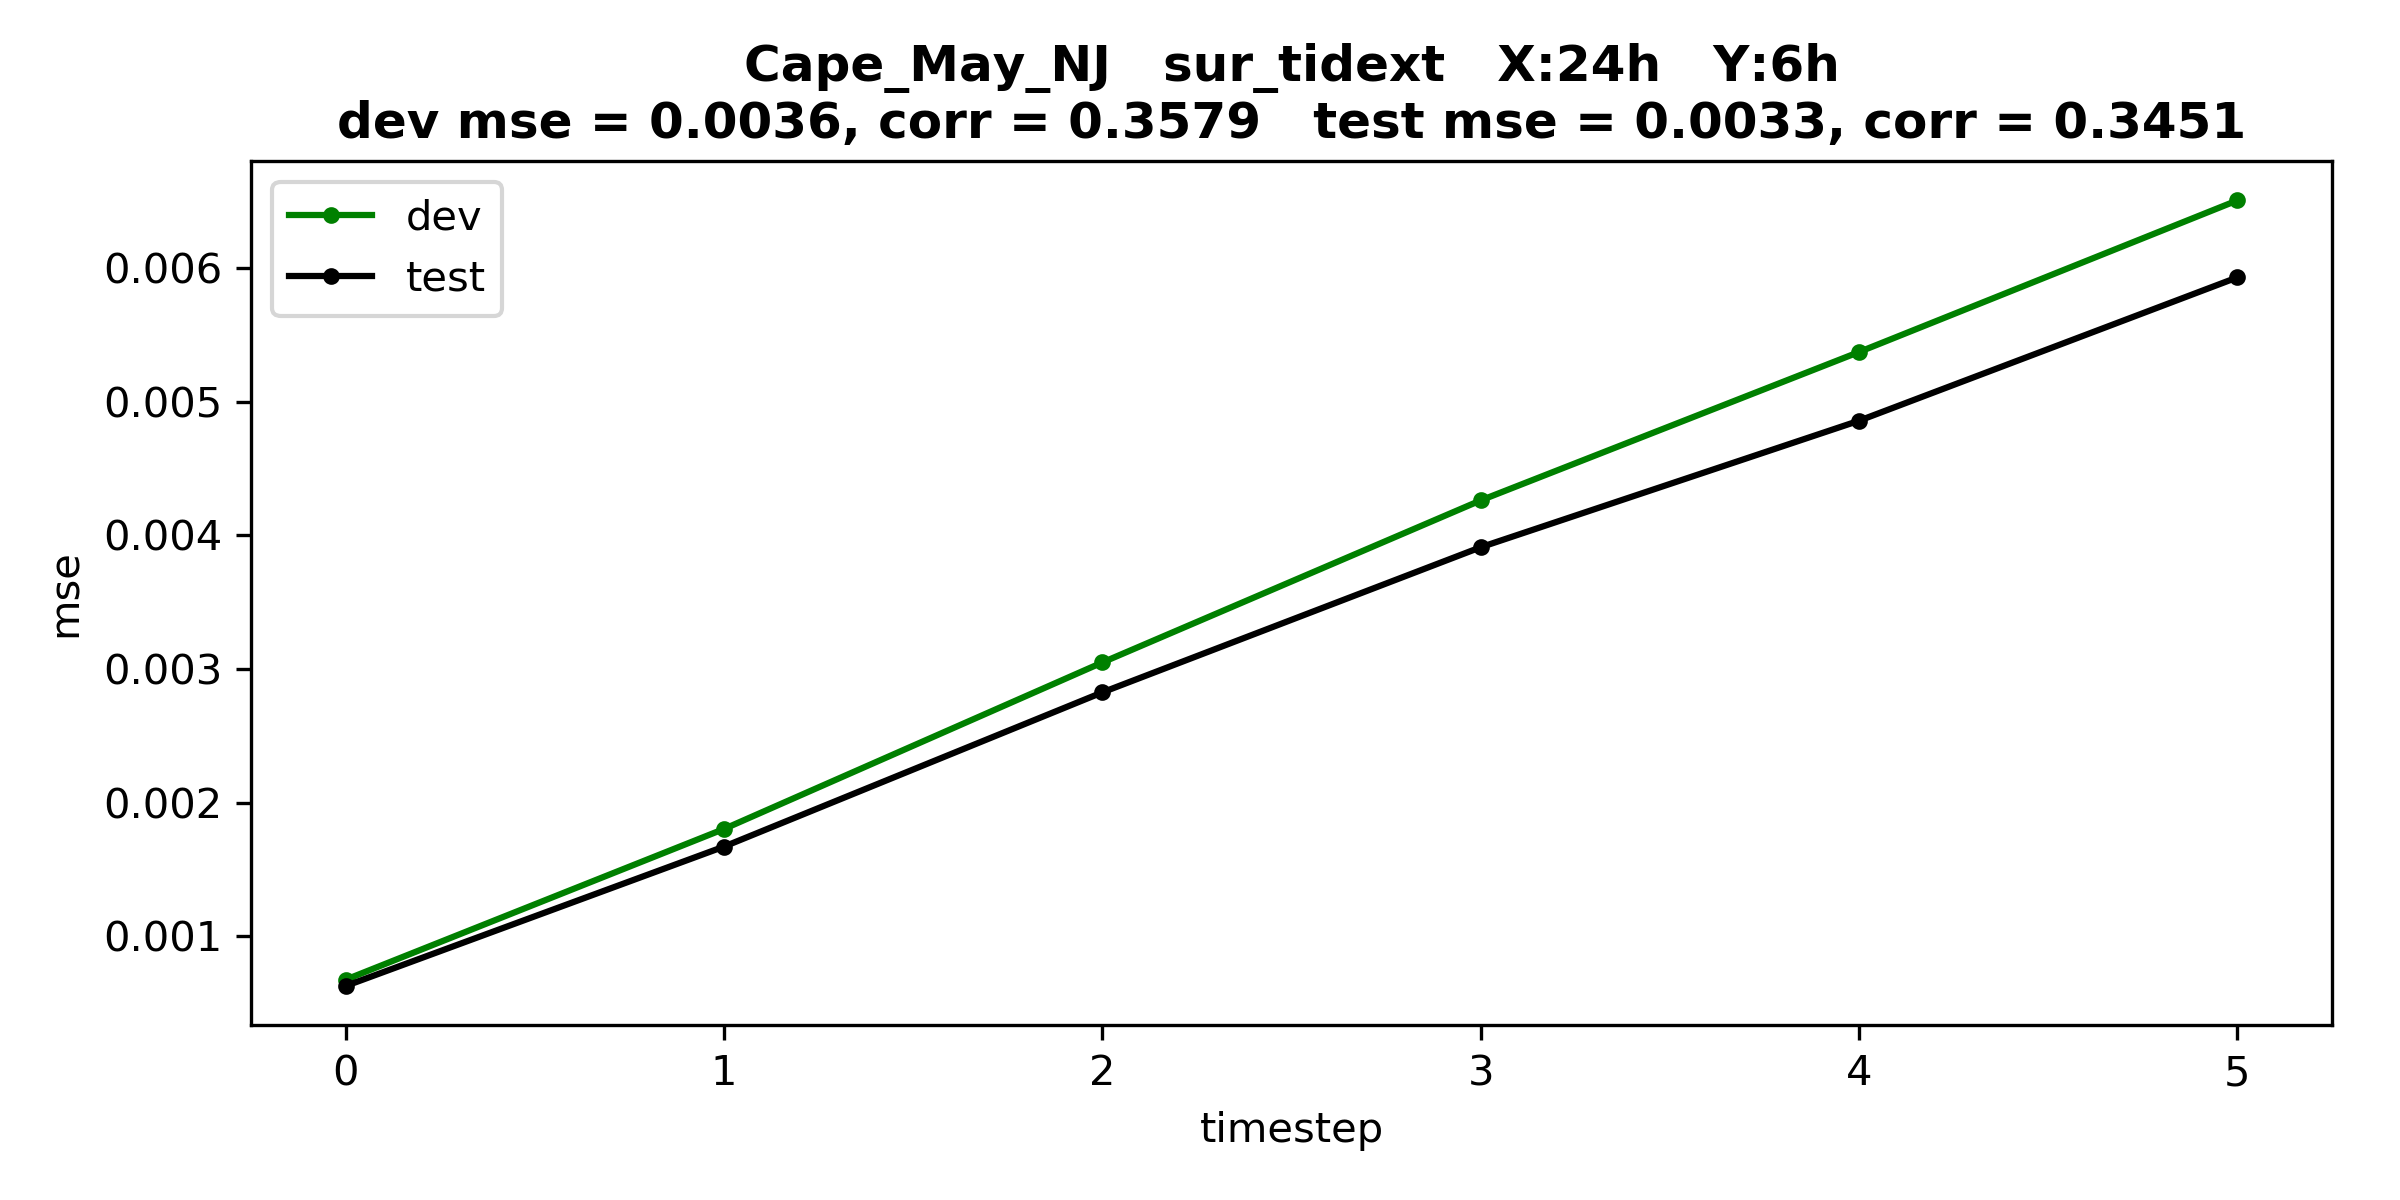 Cape_May_NJ   sur_tidext   X:24h   Y:6h
dev mse = 0.0036, corr = 0.3579   test mse = 0.0033, corr = 0.3451
dev
test
0.006
0.005
0.004
0.003
0.002
0.001
mse
0 1 2 3 4 5
timestep